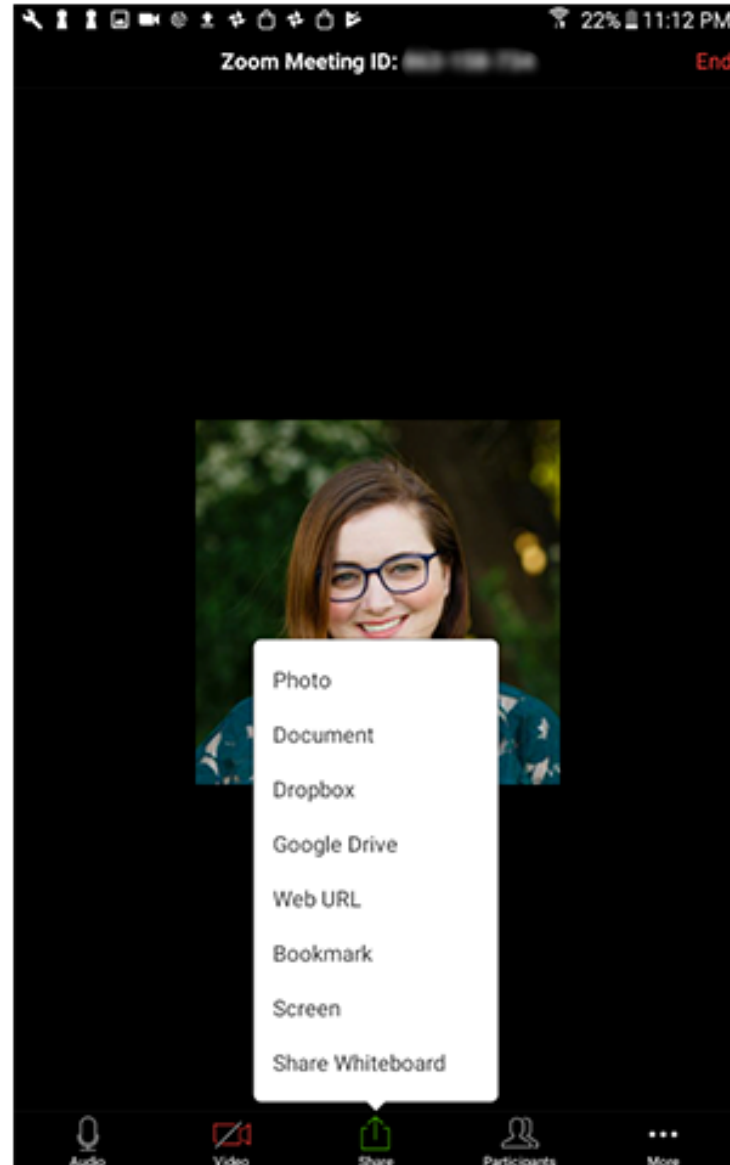 22% 11:12 PM
Zoom Meeting ID:
End
Photo
Document
Dropbox
Google Drive
Web URL
Bookmark
Screen
Share Whiteboard
Audio
Video
Share
Participants
More